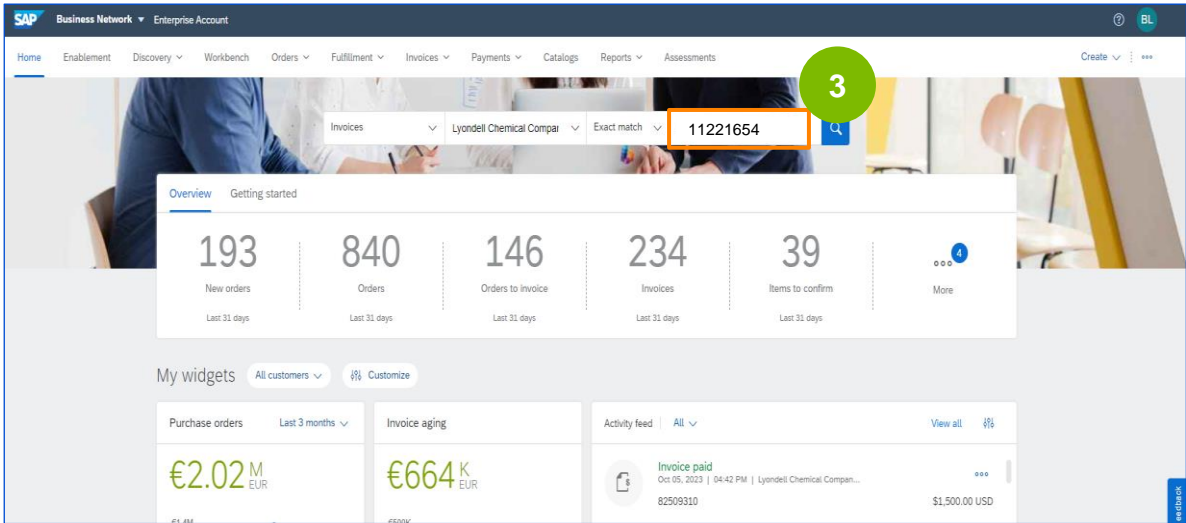 SAP Business Network Enterprise Account BL
Home Enablement Discovery Workbench Orders Fulfillment Invoices Payments Catalogs Reports Assessments Create
3
Invoices Lyondell Chemical Compar Exact match 11221654
Overview Getting started
193 840 146 234 39 4
New orders Orders Orders to invoice Invoices Items to confirm More
Last 31 days Last 31 days Last 31 days Last 31 days Last 31 days
My widgets All customers Customize
Purchase orders Last 3 months Invoice aging Activity feed All View all
€2.02 M EUR €664 K EUR
Invoice paid
Oct 05, 2023 | 04:42 PM | Lyondell Chemical Compan...
82509310 $1,500.00 USD